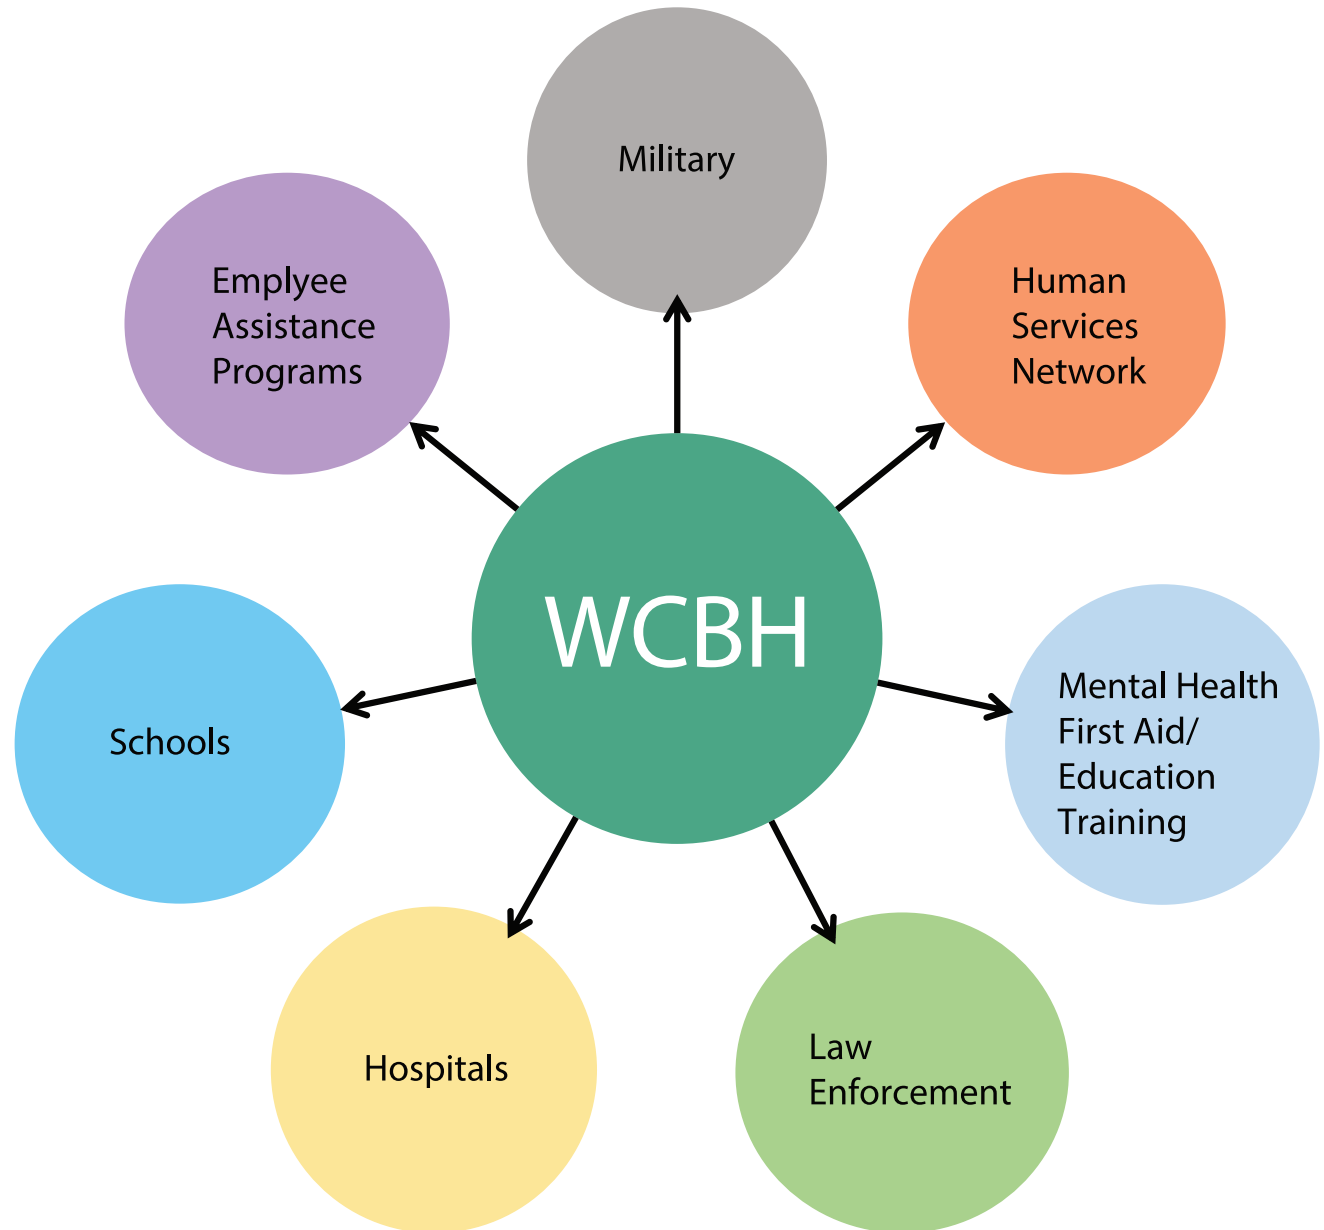 Military
Emplyee
Assistance
Programs
Human
Services
Network
WCBH
Schools
Mental Health
First Aid/
Education
Training
Hospitals
Law
Enforcement